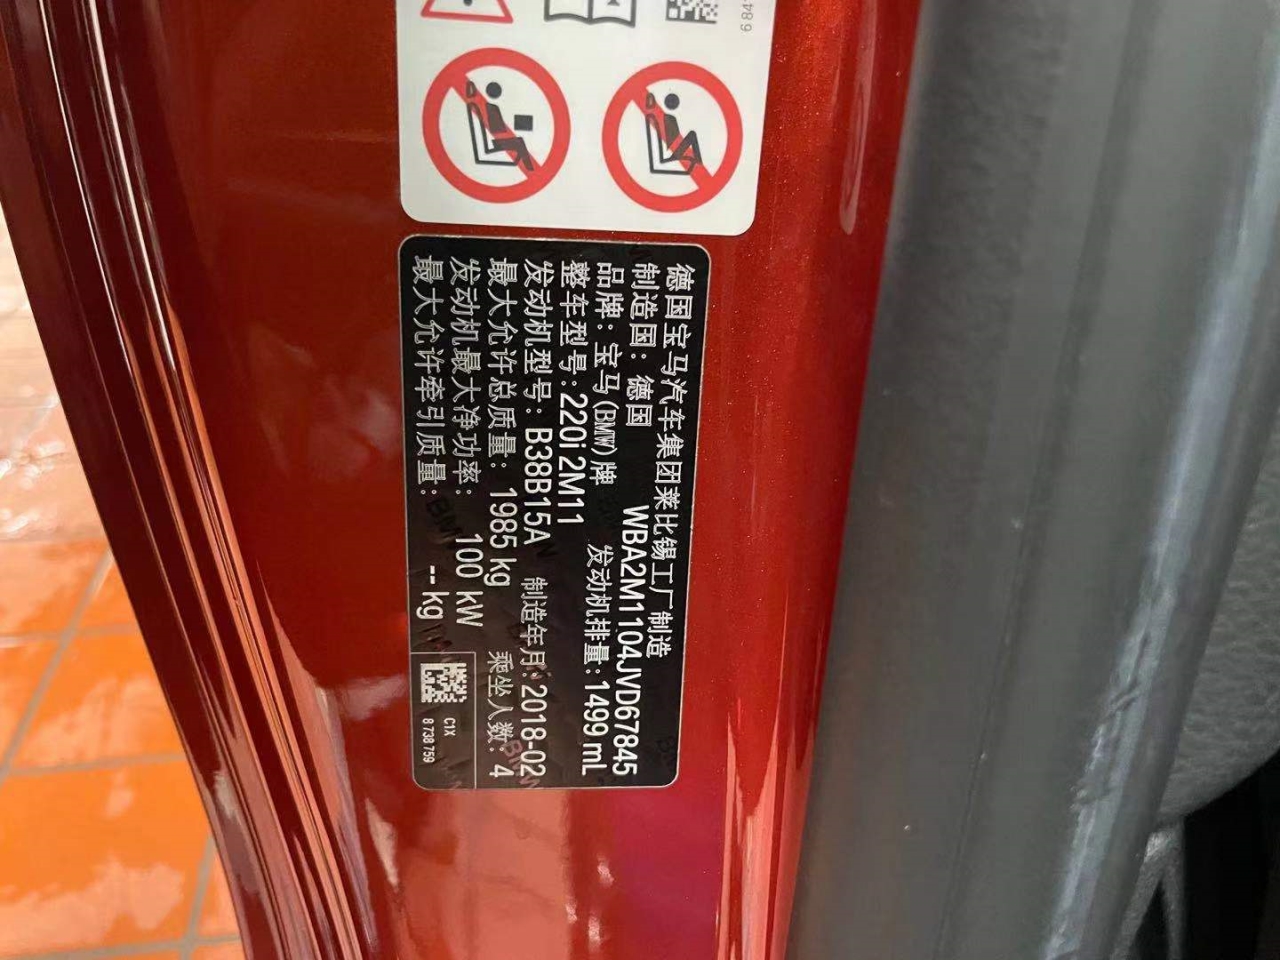 684
德国宝马汽车集团莱比锡工厂制造
制造国：德国 WBA2M1104JVD67845
品牌：宝马(BMW)牌 发动机排量：1499 mL
整车型号：220i 2M11
发动机型号：B38B15A 制造年月：2018-02
最大允许总质量：1985 kg 乘坐人数：4
发动机最大净功率：100 kW
最大允许牵引质量：-- kg
C1X
8 738 759